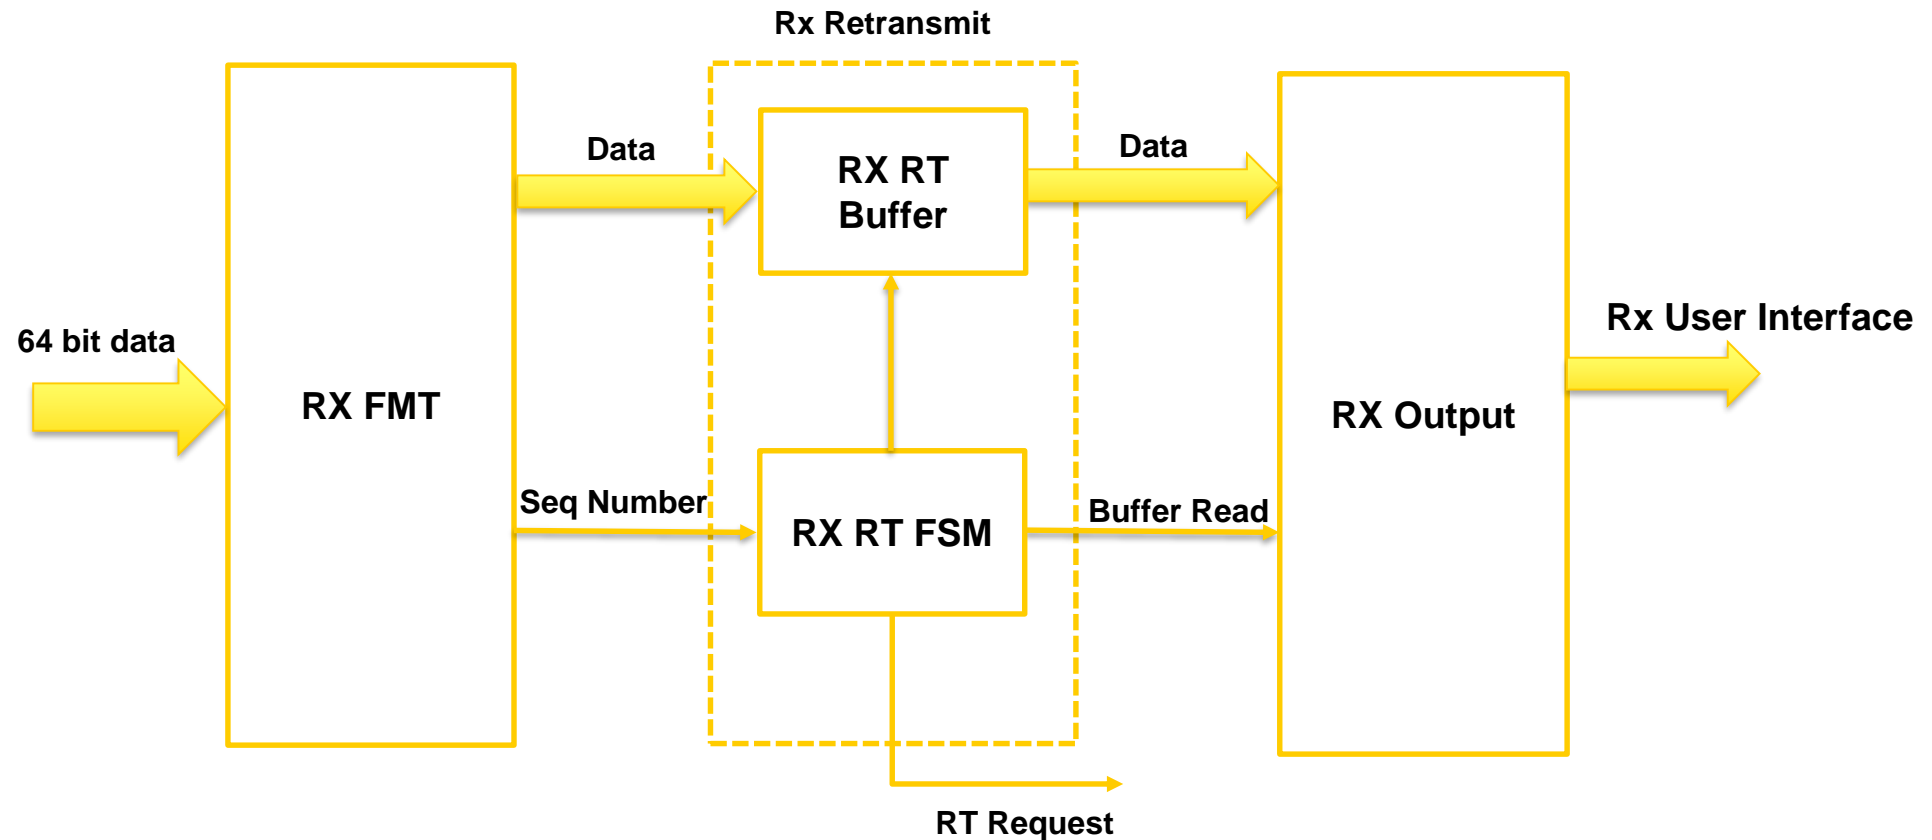 Rx Retransmit
Data
RX RT
Buffer
Data
64 bit data
RX FMT
Rx User Interface
RX Output
Seq Number
RX RT FSM
Buffer Read
RT Request